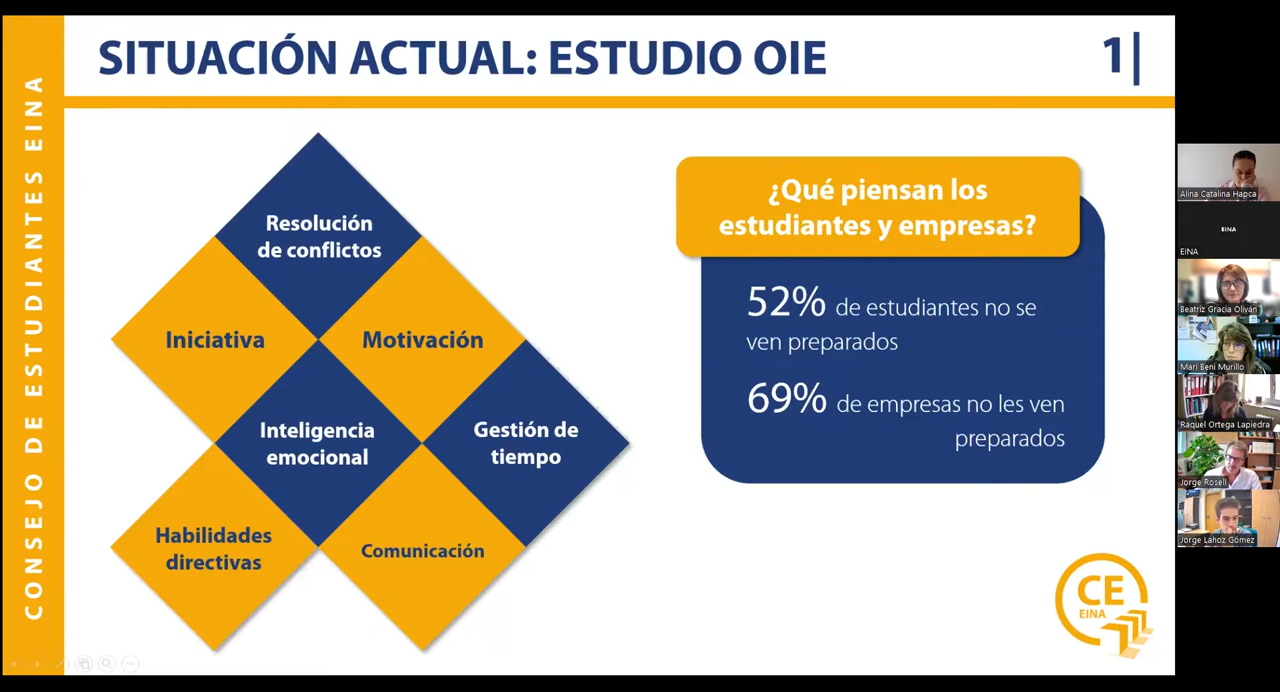 SITUACIÓN ACTUAL: ESTUDIO OIE
1|
CONSEJO DE ESTUDIANTES EINA
Resolución
de conflictos
Iniciativa
Motivación
Inteligencia
emocional
Gestión de
tiempo
Habilidades
directivas
Comunicación
¿Qué piensan los
estudiantes y empresas?
52% de estudiantes no se
ven preparados
69% de empresas no les ven
preparados
CE
EINA
Alina Catalina Hapca
EINA
EINA
Beatriz Gracia Oliván
Mari Beni Murillo
Raquel Ortega Lapiedra
Jorge Rosell
Jorge Lahoz Gómez